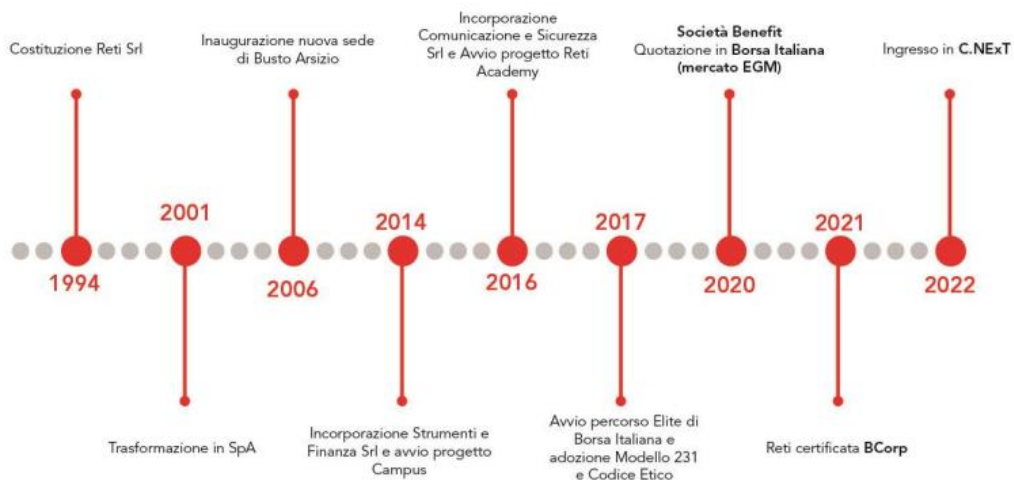 Costituzione Reti Srl
Inaugurazione nuova sede
di Busto Arsizio
Incorporazione
Comunicazione e Sicurezza
Srl e Avvio progetto Reti
Academy
Società Benefit
Quotazione in Borsa Italiana
(mercato EGM)
Ingresso in C.NExT
2001
2014
2017
2021
1994
2006
2016
2020
2022
Trasformazione in SpA
Incorporazione Strumenti e
Finanza Srl e avvio progetto
Campus
Avvio percorso Elite di
Borsa Italiana e
adozione Modello 231
e Codice Etico
Reti certificata BCorp